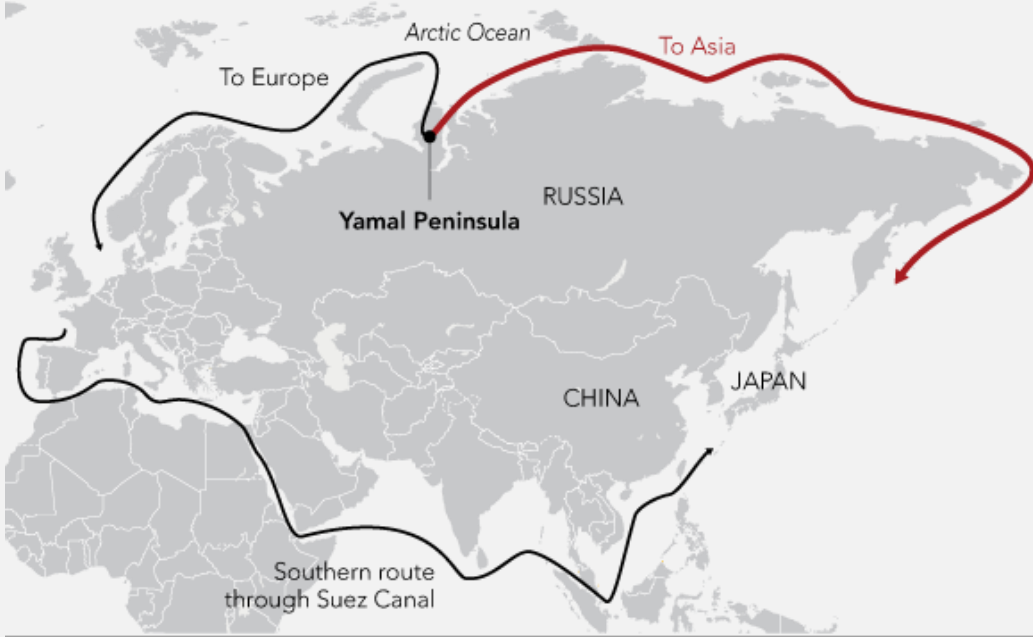 Arctic Ocean
To Asia
To Europe
RUSSIA
Yamal Peninsula
JAPAN
CHINA
Southern route
through Suez Canal